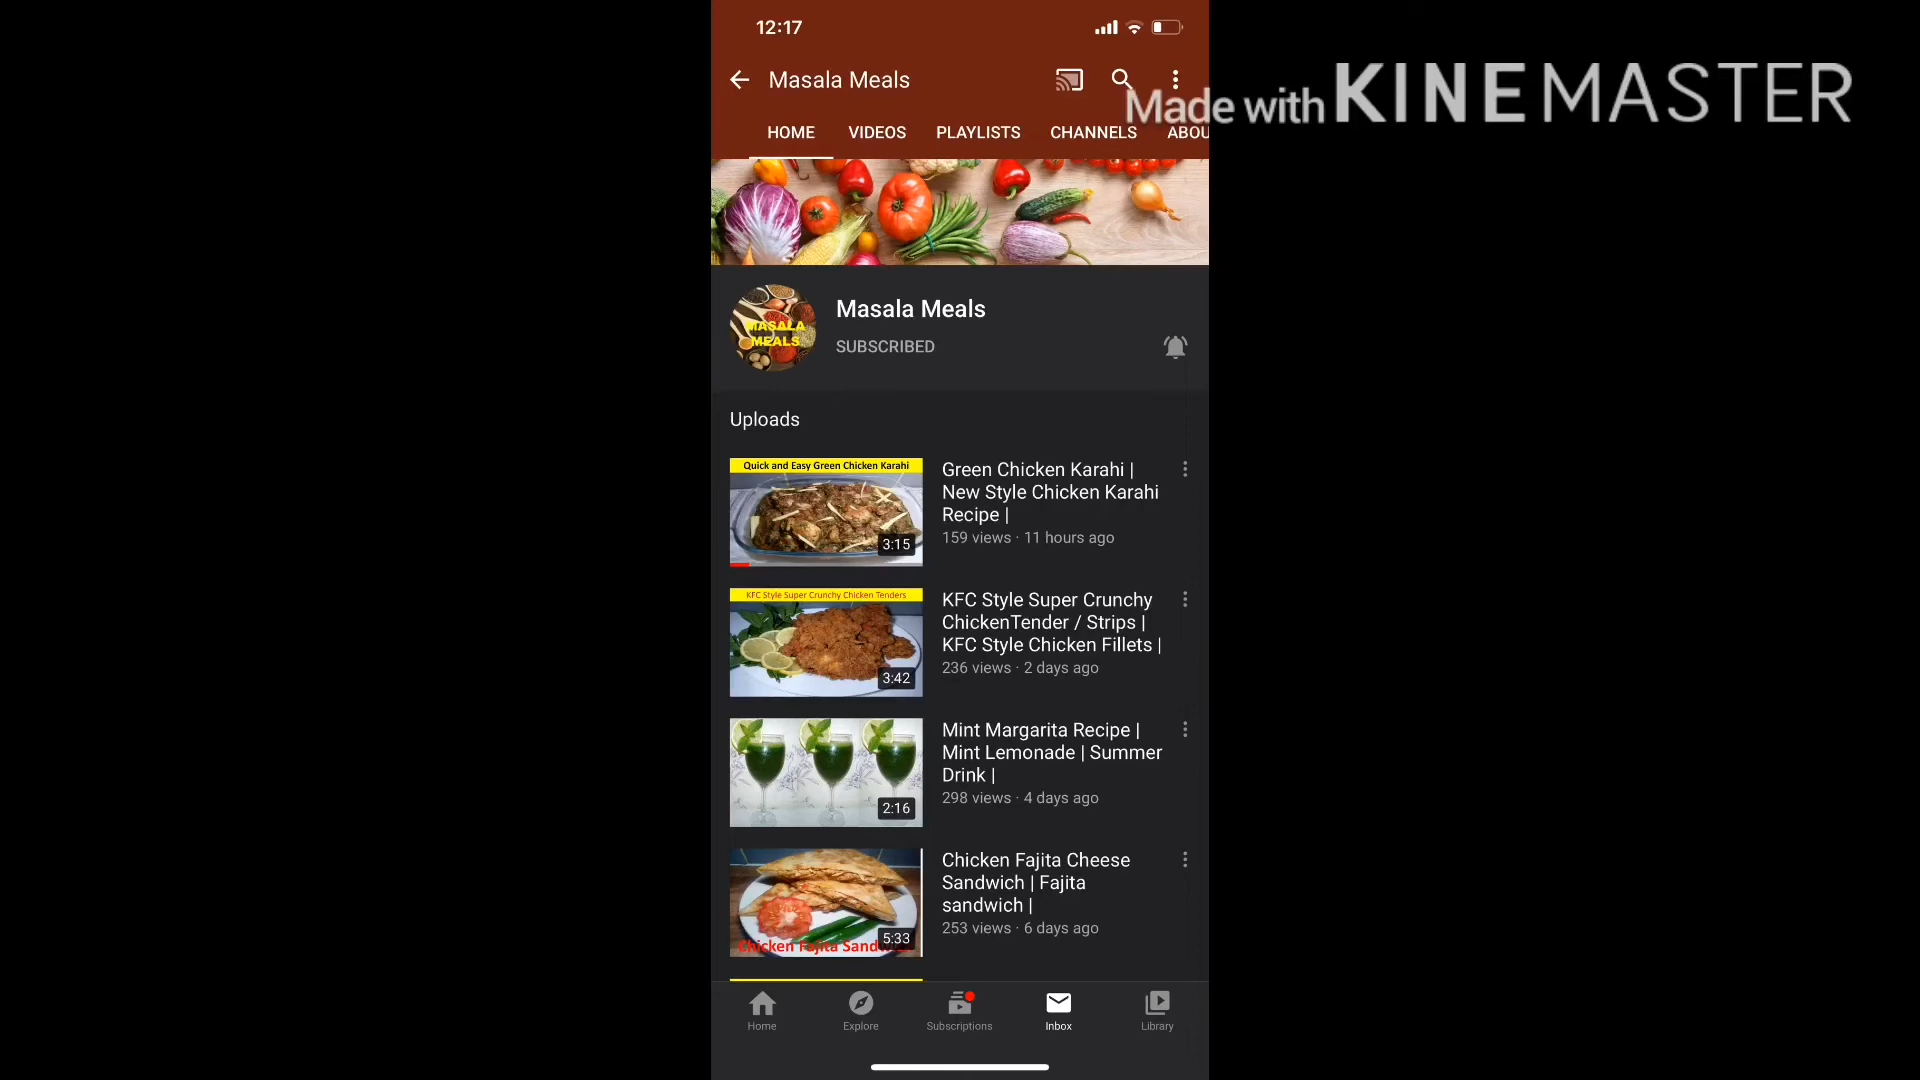 12:17
Masala Meals
Made with KINEMASTER
HOME VIDEOS PLAYLISTS CHANNELS ABOU
MASALA
MEALS
Masala Meals
SUBSCRIBED
Uploads
Quick and Easy Green Chicken Karahi
3:15
Green Chicken Karahi |
New Style Chicken Karahi
Recipe |
159 views · 11 hours ago
KFC Style Super Crunchy Chicken Tenders
3:42
KFC Style Super Crunchy
ChickenTender / Strips |
KFC Style Chicken Fillets |
236 views · 2 days ago
2:16
Mint Margarita Recipe |
Mint Lemonade | Summer
Drink |
298 views · 4 days ago
Chicken Fajita Sand
5:33
Chicken Fajita Cheese
Sandwich | Fajita
sandwich |
253 views · 6 days ago
Home Explore Subscriptions Inbox Library